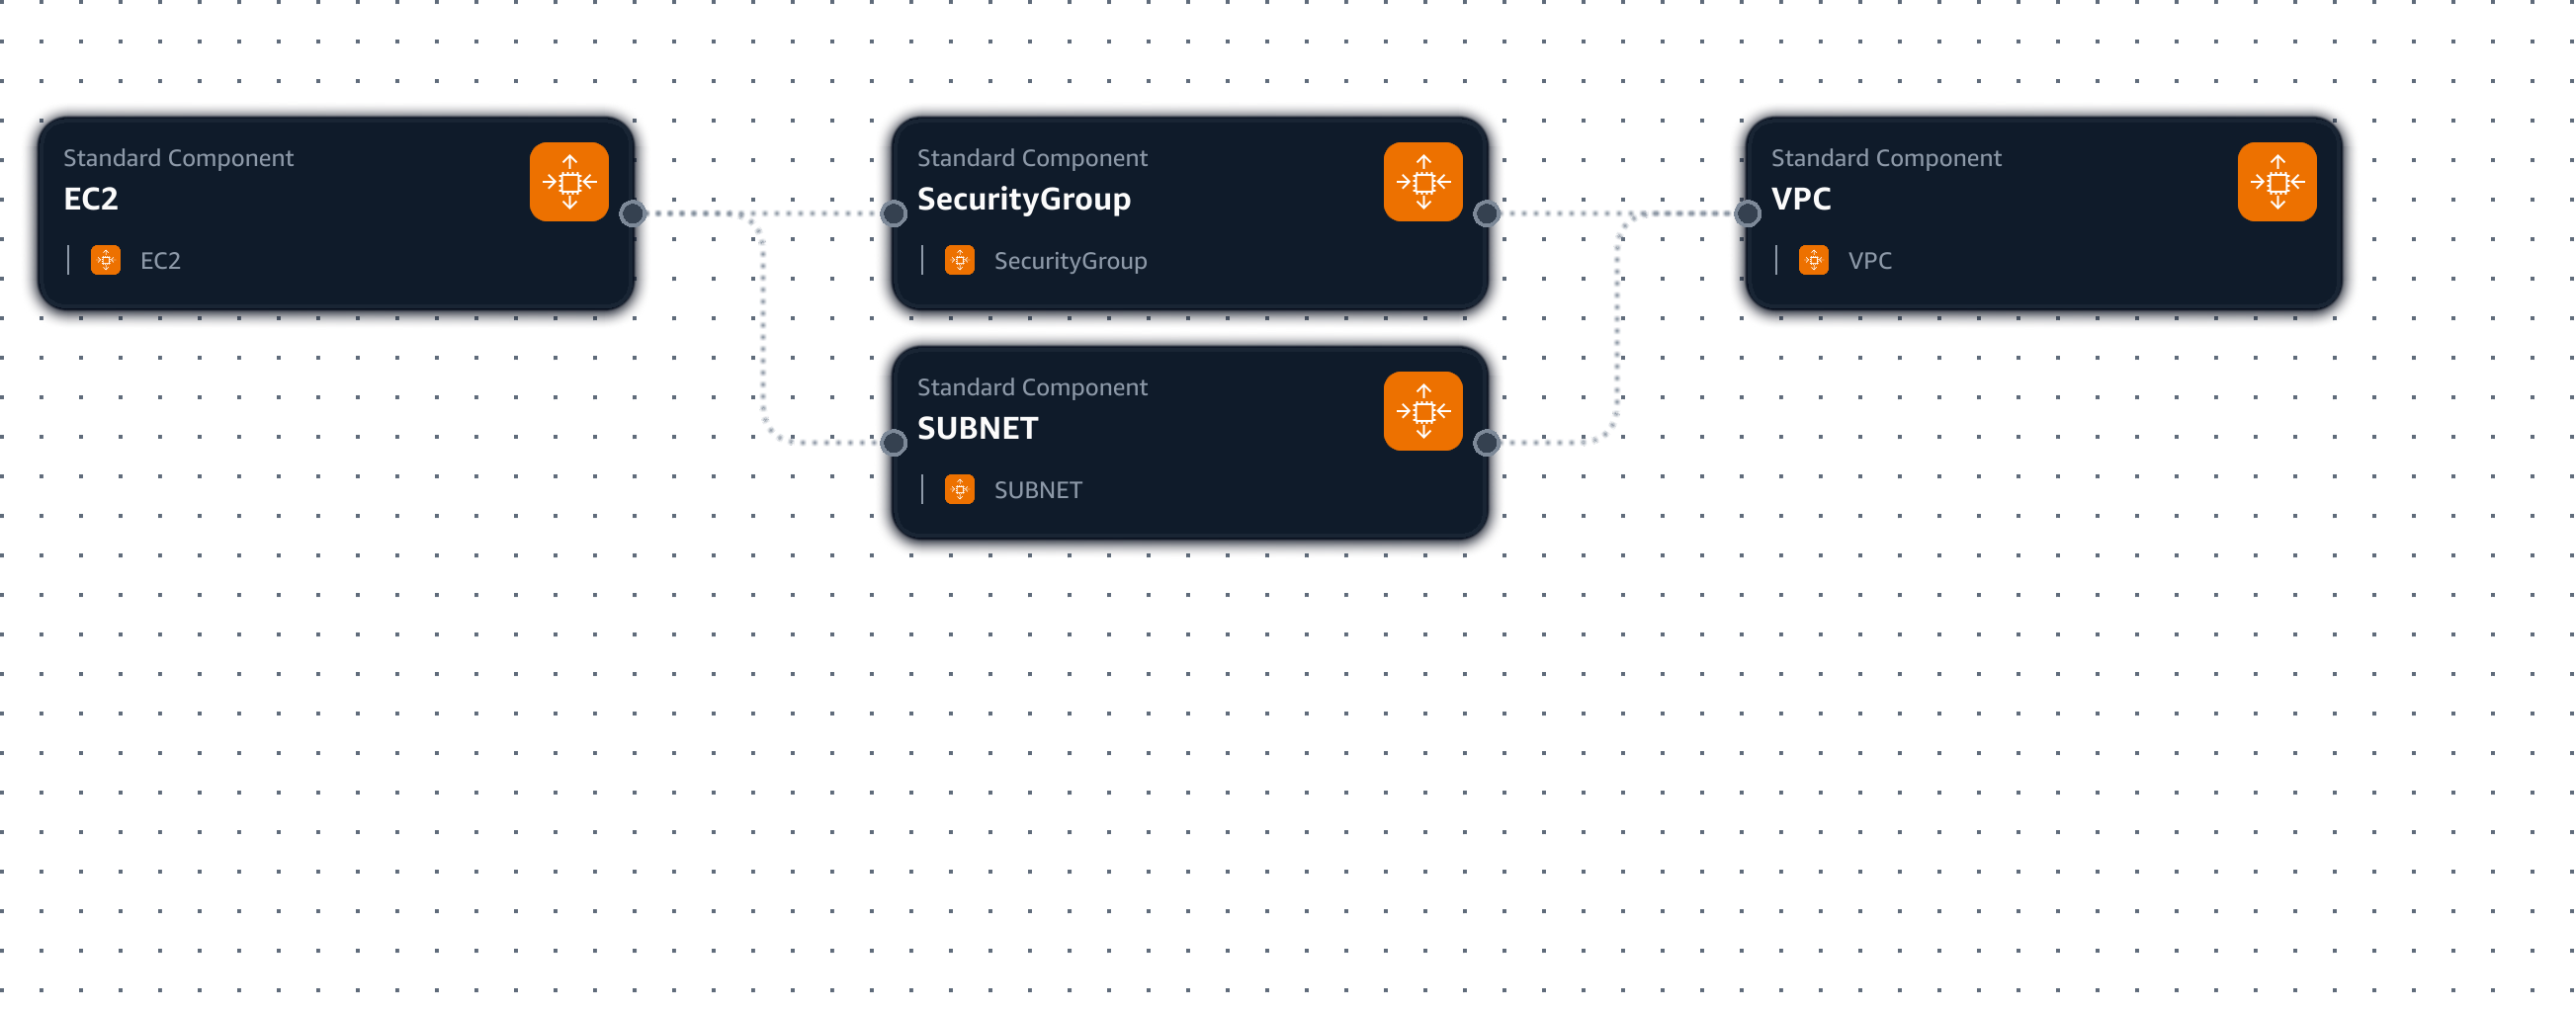 Standard Component
EC2
EC2
Standard Component
SecurityGroup
SecurityGroup
Standard Component
VPC
VPC
Standard Component
SUBNET
SUBNET